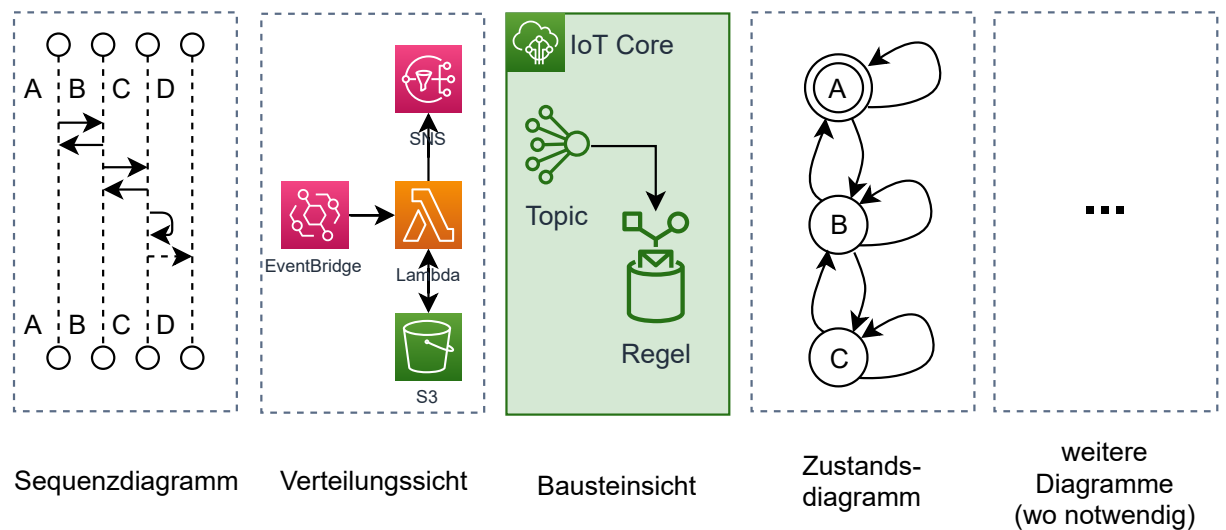 A B C D
A B C D
Sequenzdiagramm
SNS
EventBridge
Lambda
S3
Verteilungssicht
IoT Core
Topic
Regel
Bausteinsicht
A
B
C
Zustands-
diagramm
...
weitere
Diagramme
(wo notwendig)